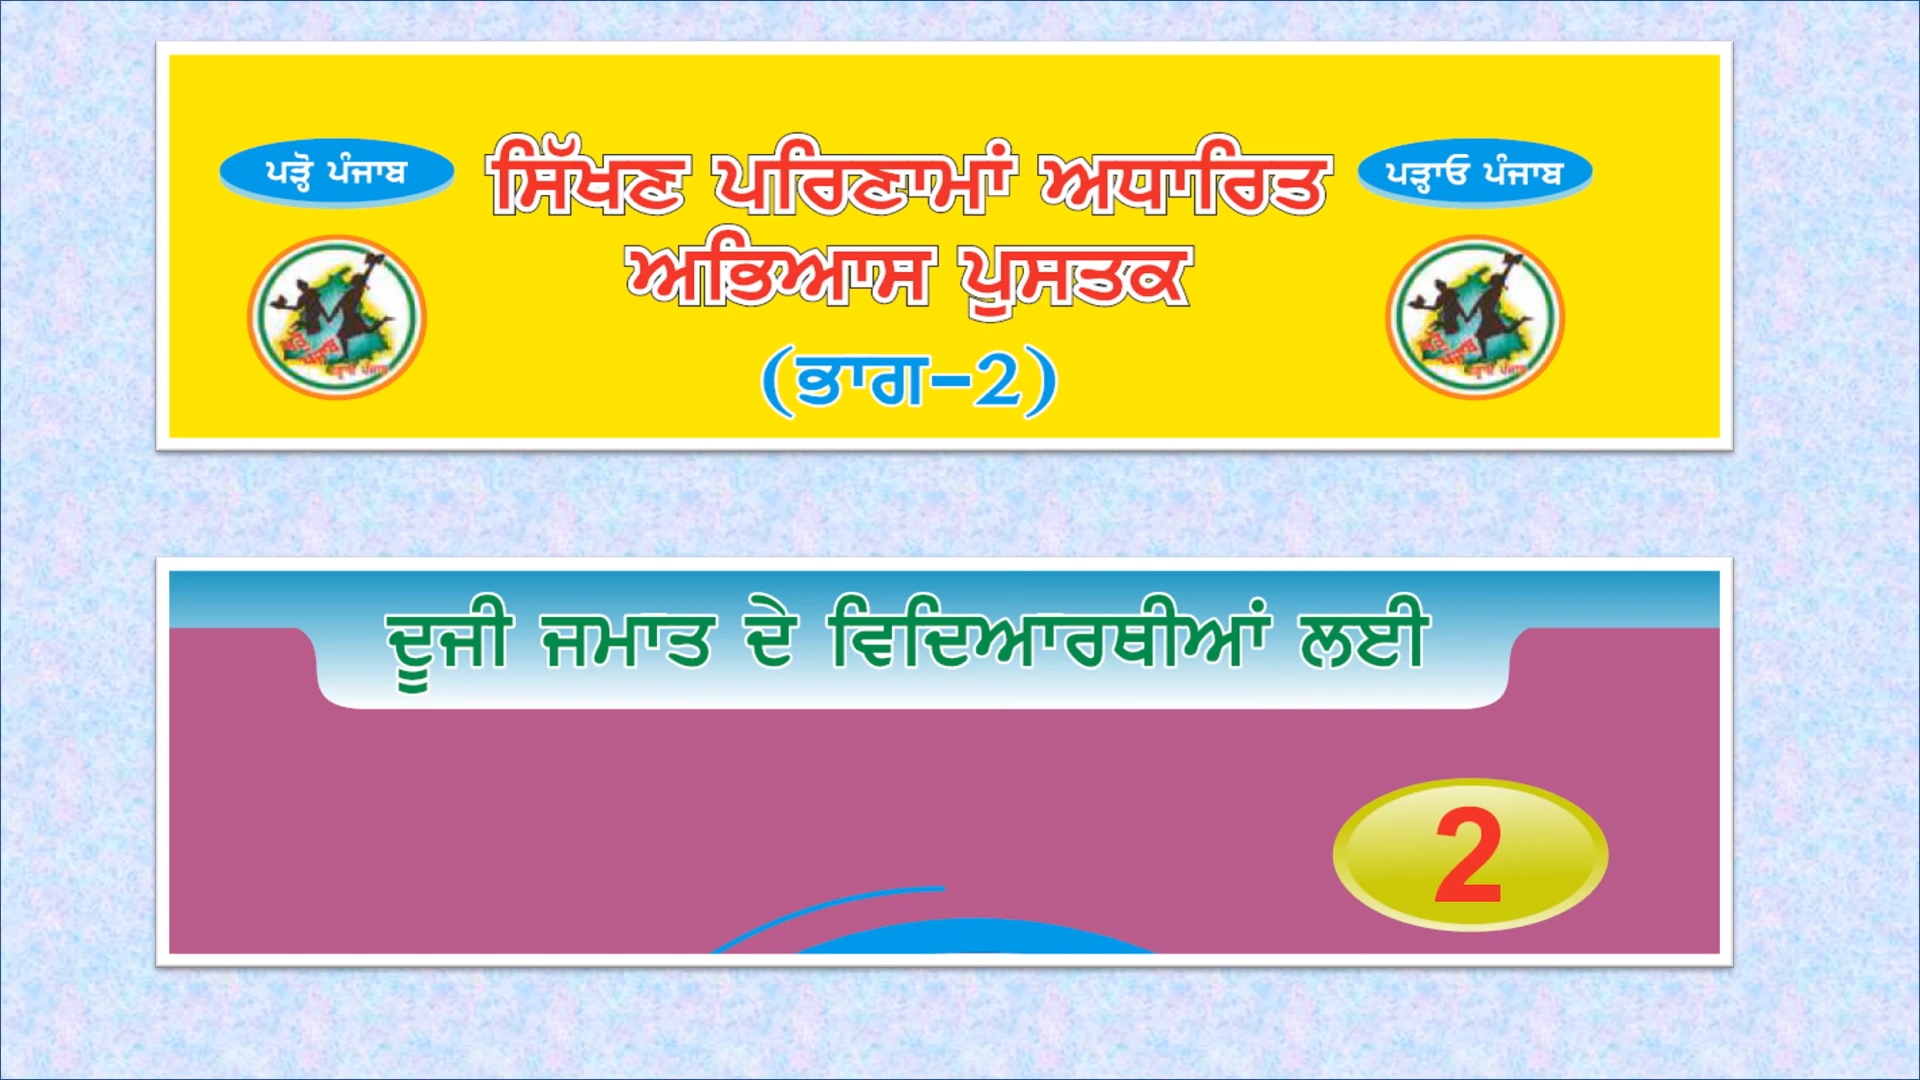 ਪੜ੍ਹੋ ਪੰਜਾਬ
ਸਿੱਖਣ ਪਰਿਣਾਮਾਂ ਅਧਾਰਿਤ
ਪੜ੍ਹਾਓ ਪੰਜਾਬ
ਅਭਿਆਸ ਪੁਸਤਕ
(ਭਾਗ-2)
ਦੂਜੀ ਜਮਾਤ ਦੇ ਵਿਦਿਆਰਥੀਆਂ ਲਈ
2